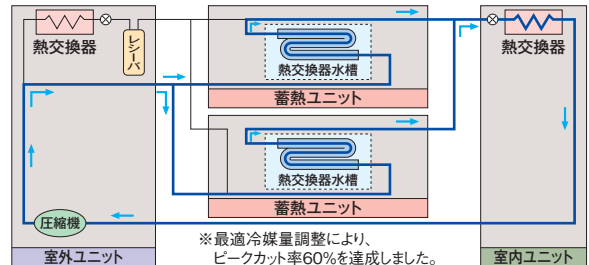 熱交換器
レシーバ
熱交換器水槽
蓄熱ユニット
熱交換器
熱交換器水槽
蓄熱ユニット
圧縮機
※最適冷媒量調整により、
ピークカット率60%を達成しました。
室外ユニット
室内ユニット